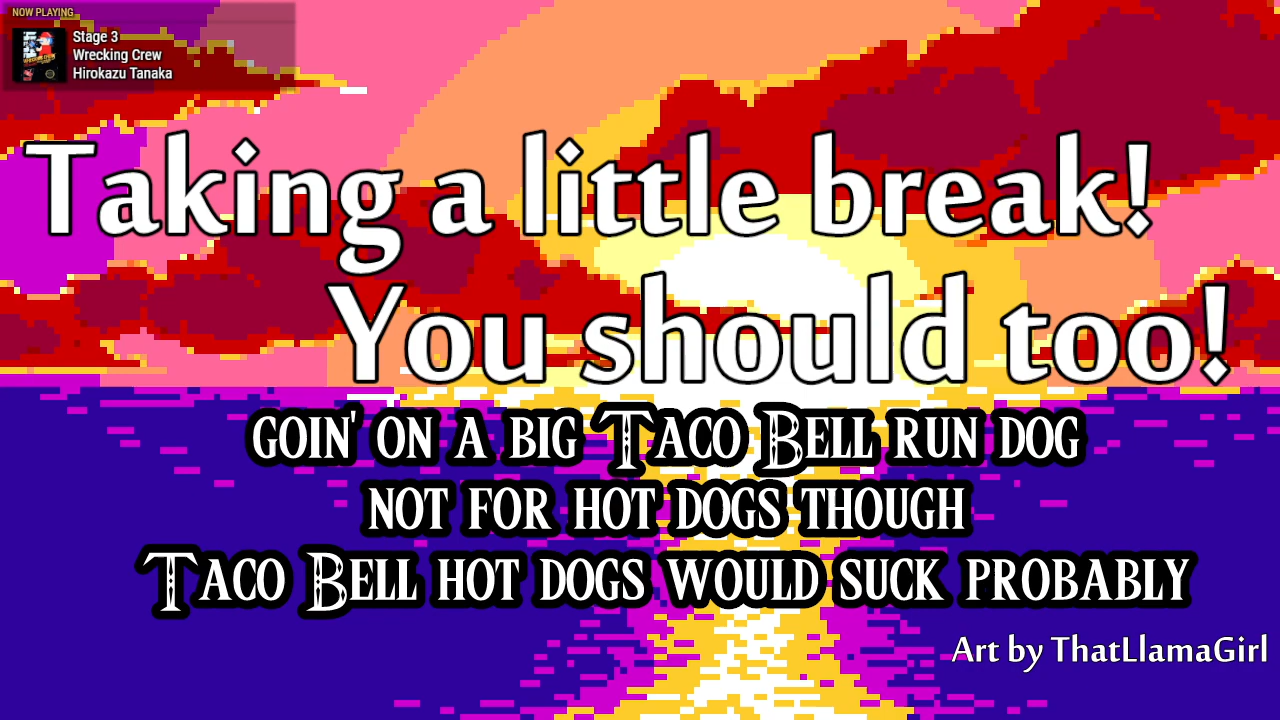 NOW PLAYING
Stage 3
Wrecking Crew
Hirokazu Tanaka
Taking a little break!
You should too!
goin' on a big Taco Bell run dog
not for hot dogs though
Taco Bell hot dogs would suck probably
Art by ThatLlamaGirl